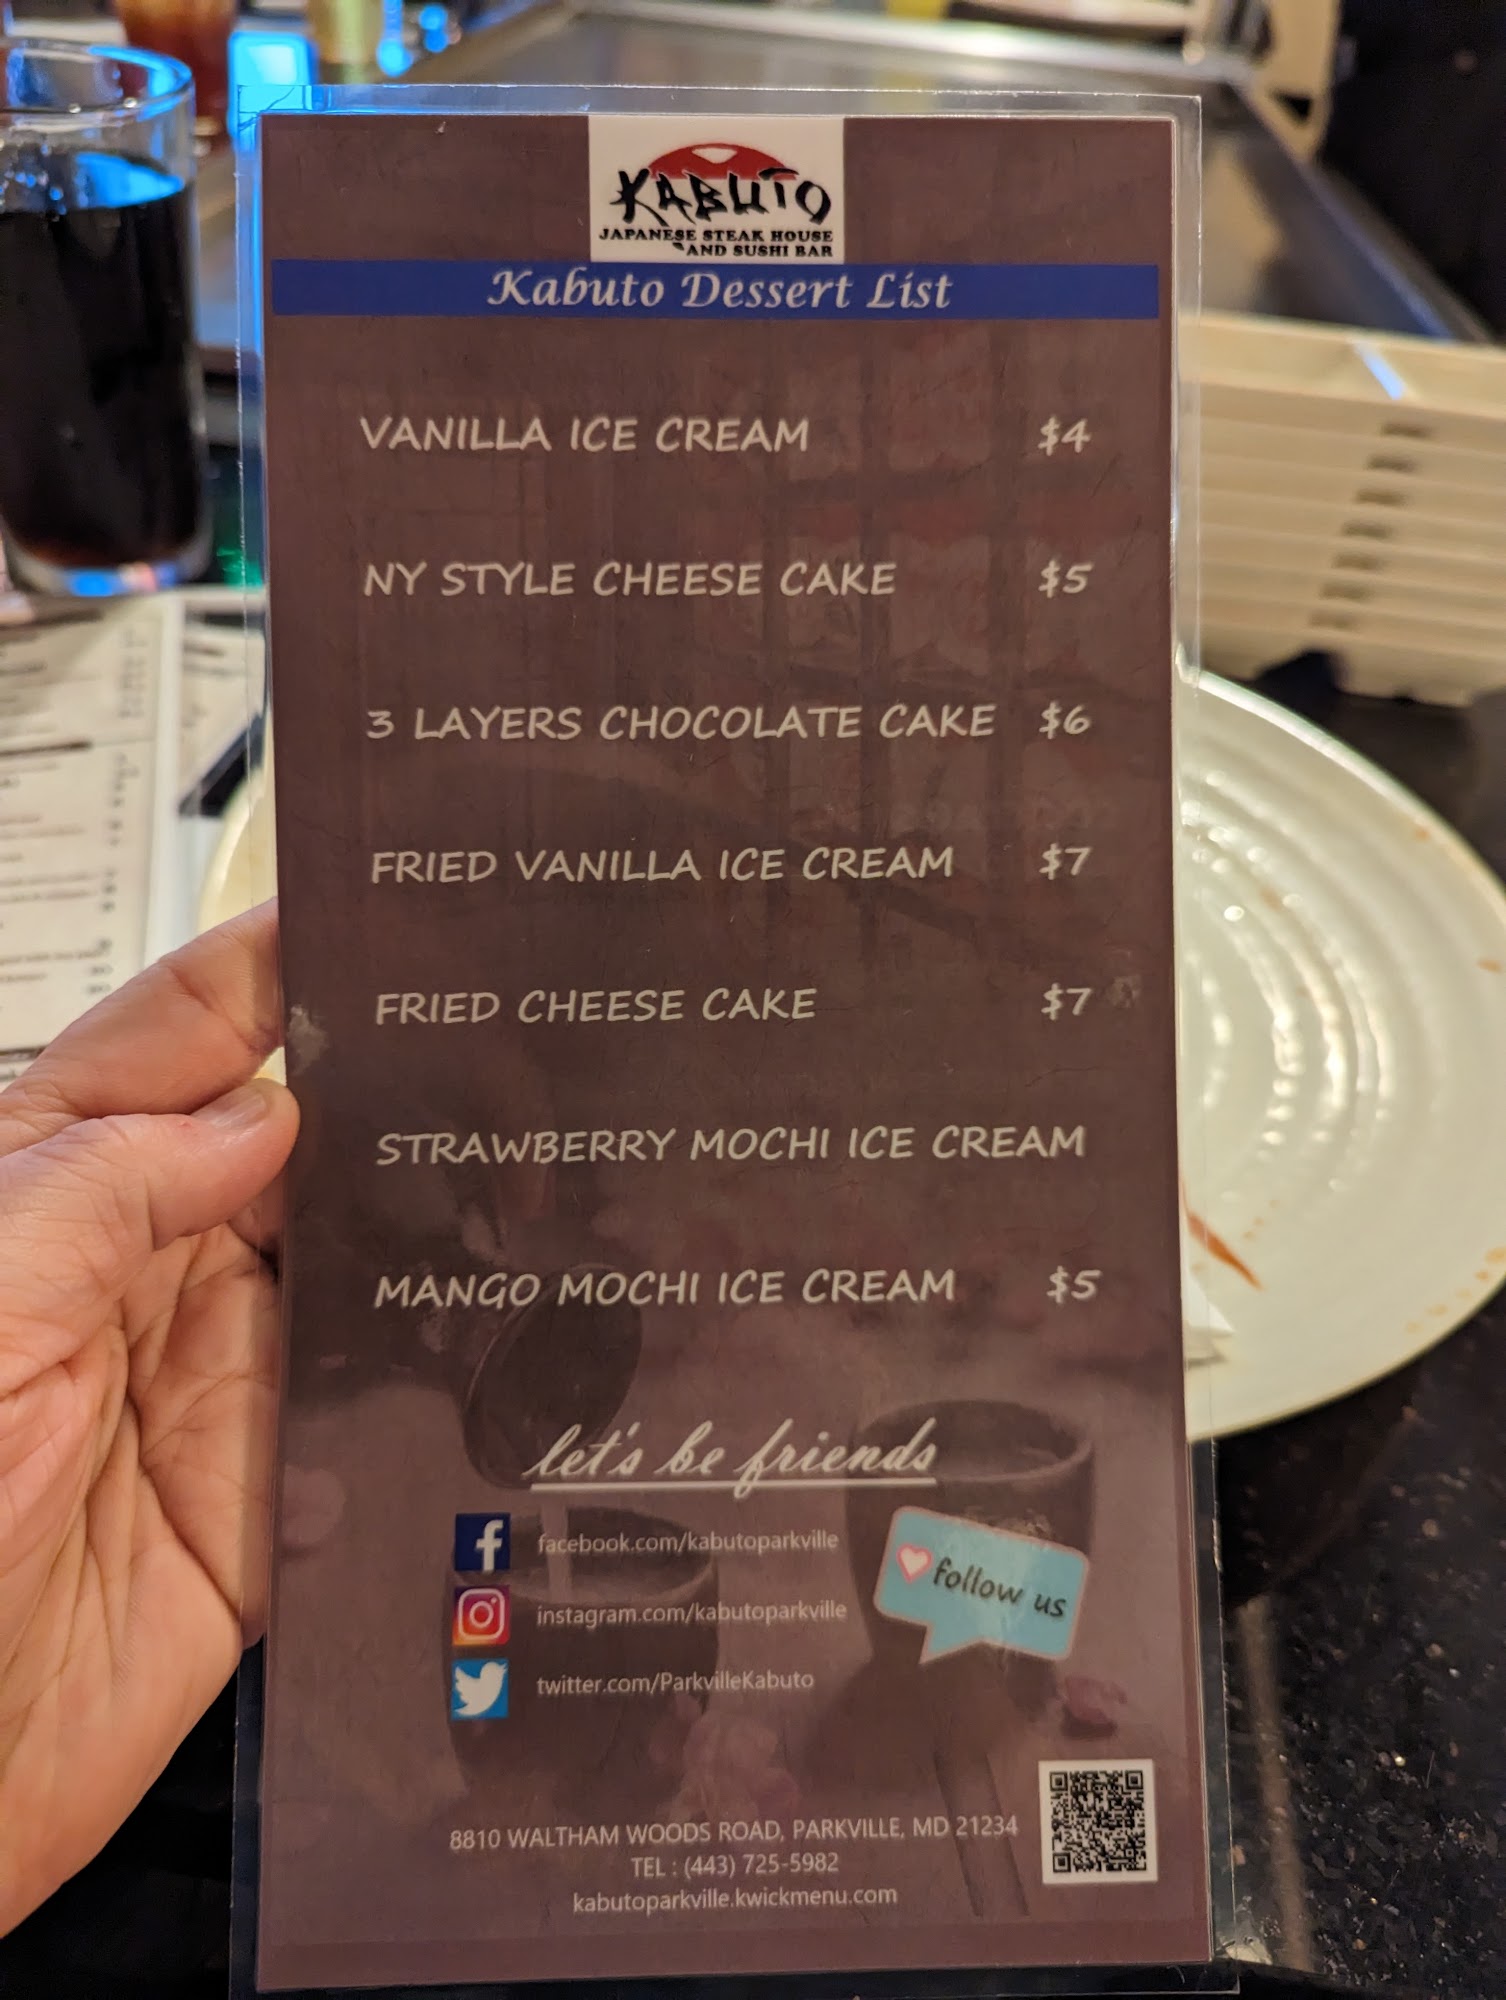 KABUTO
JAPANESE STEAK HOUSE
AND SUSHI BAR
Kabuto Dessert List
VANILLA ICE CREAM $4
NY STYLE CHEESE CAKE $5
3 LAYERS CHOCOLATE CAKE $6
FRIED VANILLA ICE CREAM $7
FRIED CHEESE CAKE $7
STRAWBERRY MOCHI ICE CREAM
MANGO MOCHI ICE CREAM $5
let's be friends
facebook.com/kabutoparkville
instagram.com/kabutoparkville
follow us
twitter.com/ParkvilleKabuto
8810 WALTHAM WOODS ROAD, PARKVILLE, MD 21234
TEL : (443) 725-5982
kabutoparkville.kwickmenu.com